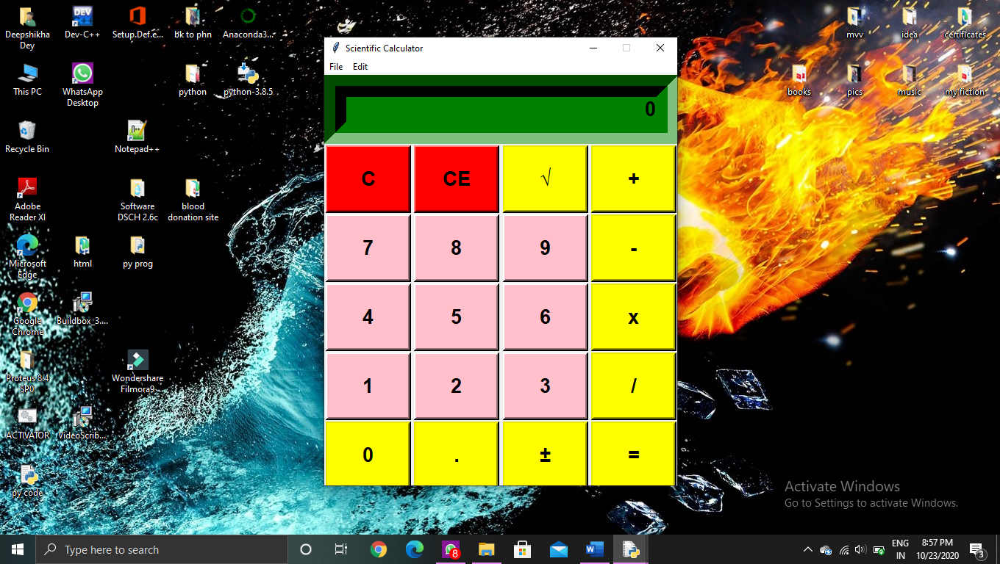 Deepshikha
Dey
Dev-C++
Setup.Def.e...
bk to phn
Anaconda3...
mvv
idea
certificates
This PC
WhatsApp
Desktop
python
python-3.8.5
books
pics
music
my fiction
Recycle Bin
Notepad++
Adobe
Reader XI
Software
DSCH 2.6c
blood
donation site
Microsoft
Edge
html
py prog
Google
Chrome
Buildbox_3....
Proteus 8.4
SP0
Wondershare
Filmora9
ACTIVATOR
VideoScrib...
py code
Scientific Calculator
File Edit
0
C CE √ +
7 8 9 -
4 5 6 x
1 2 3 /
0 . ± =
Activate Windows
Go to Settings to activate Windows.
Type here to search
8
ENG
IN
8:57 PM
10/23/2020
3